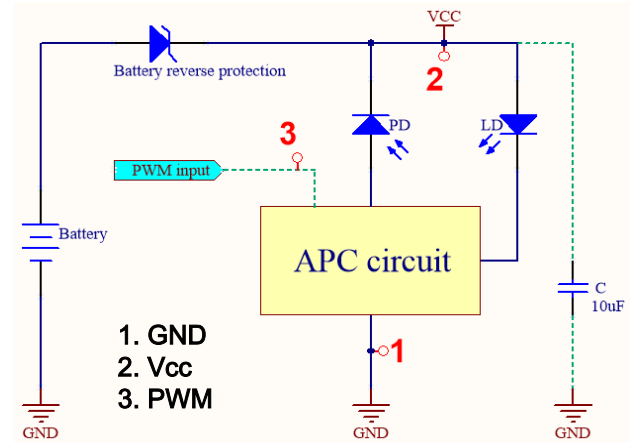 VCC
Battery reverse protection
2
PD
LD
3
PWM input
Battery
APC circuit
C
10uF
1. GND
2. Vcc
3. PWM
1
GND
GND
GND